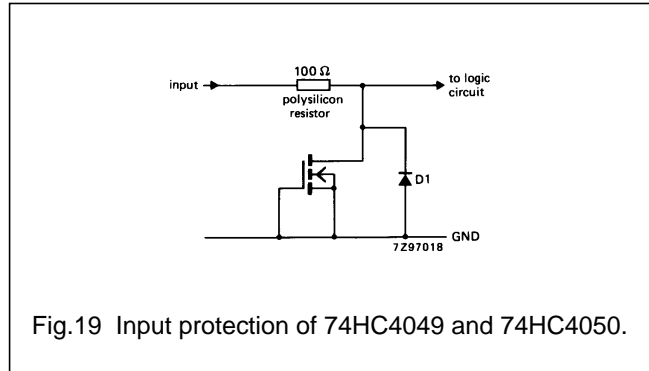 100 Ω
input
to logic
circuit
polysilicon
resistor
D1
GND
7Z97018
Fig.19 Input protection of 74HC4049 and 74HC4050.